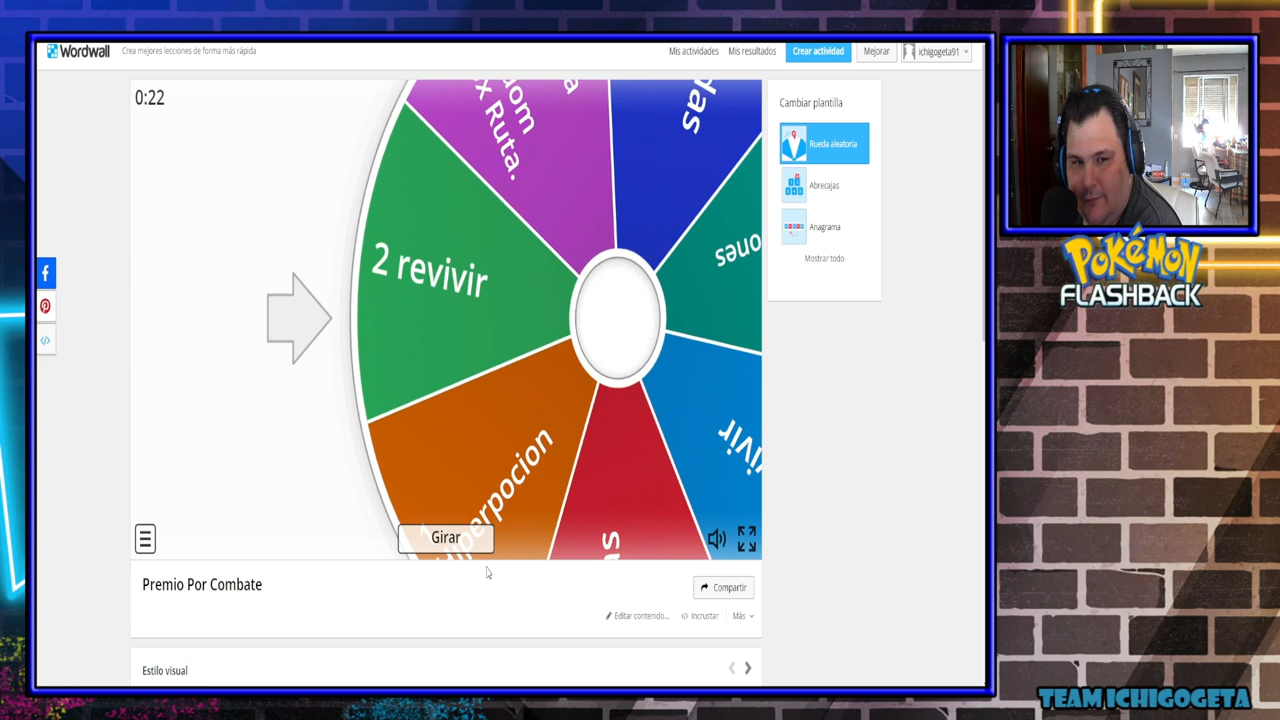 Wordwall
Crea mejores lecciones de forma más rápida
Mis actividades
Mis resultados
Crear actividad
Mejorar
ichigogeta91
0:22
x Ruta.
2 revivir
Girar
Cambiar plantilla
Rueda aleatoria
Abrecajas
Anagrama
Mostrar todo
POKéMON
FLASHBACK
Premio Por Combate
Compartir
Editar contenido...
Incrustar
Más
Estilo visual
TEAM ICHIGOGETA